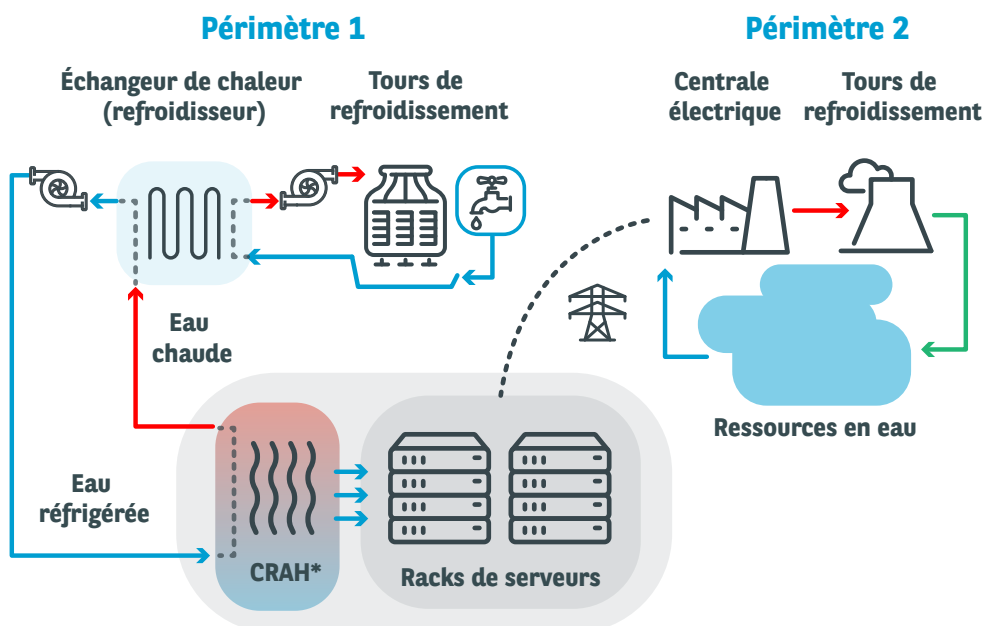 Périmètre 1
Périmètre 2
Échangeur de chaleur
(refroidisseur)
Tours de
refroidissement
Centrale
électrique
Tours de
refroidissement
Eau
chaude
Ressources en eau
Eau
réfrigérée
CRAH*
Racks de serveurs